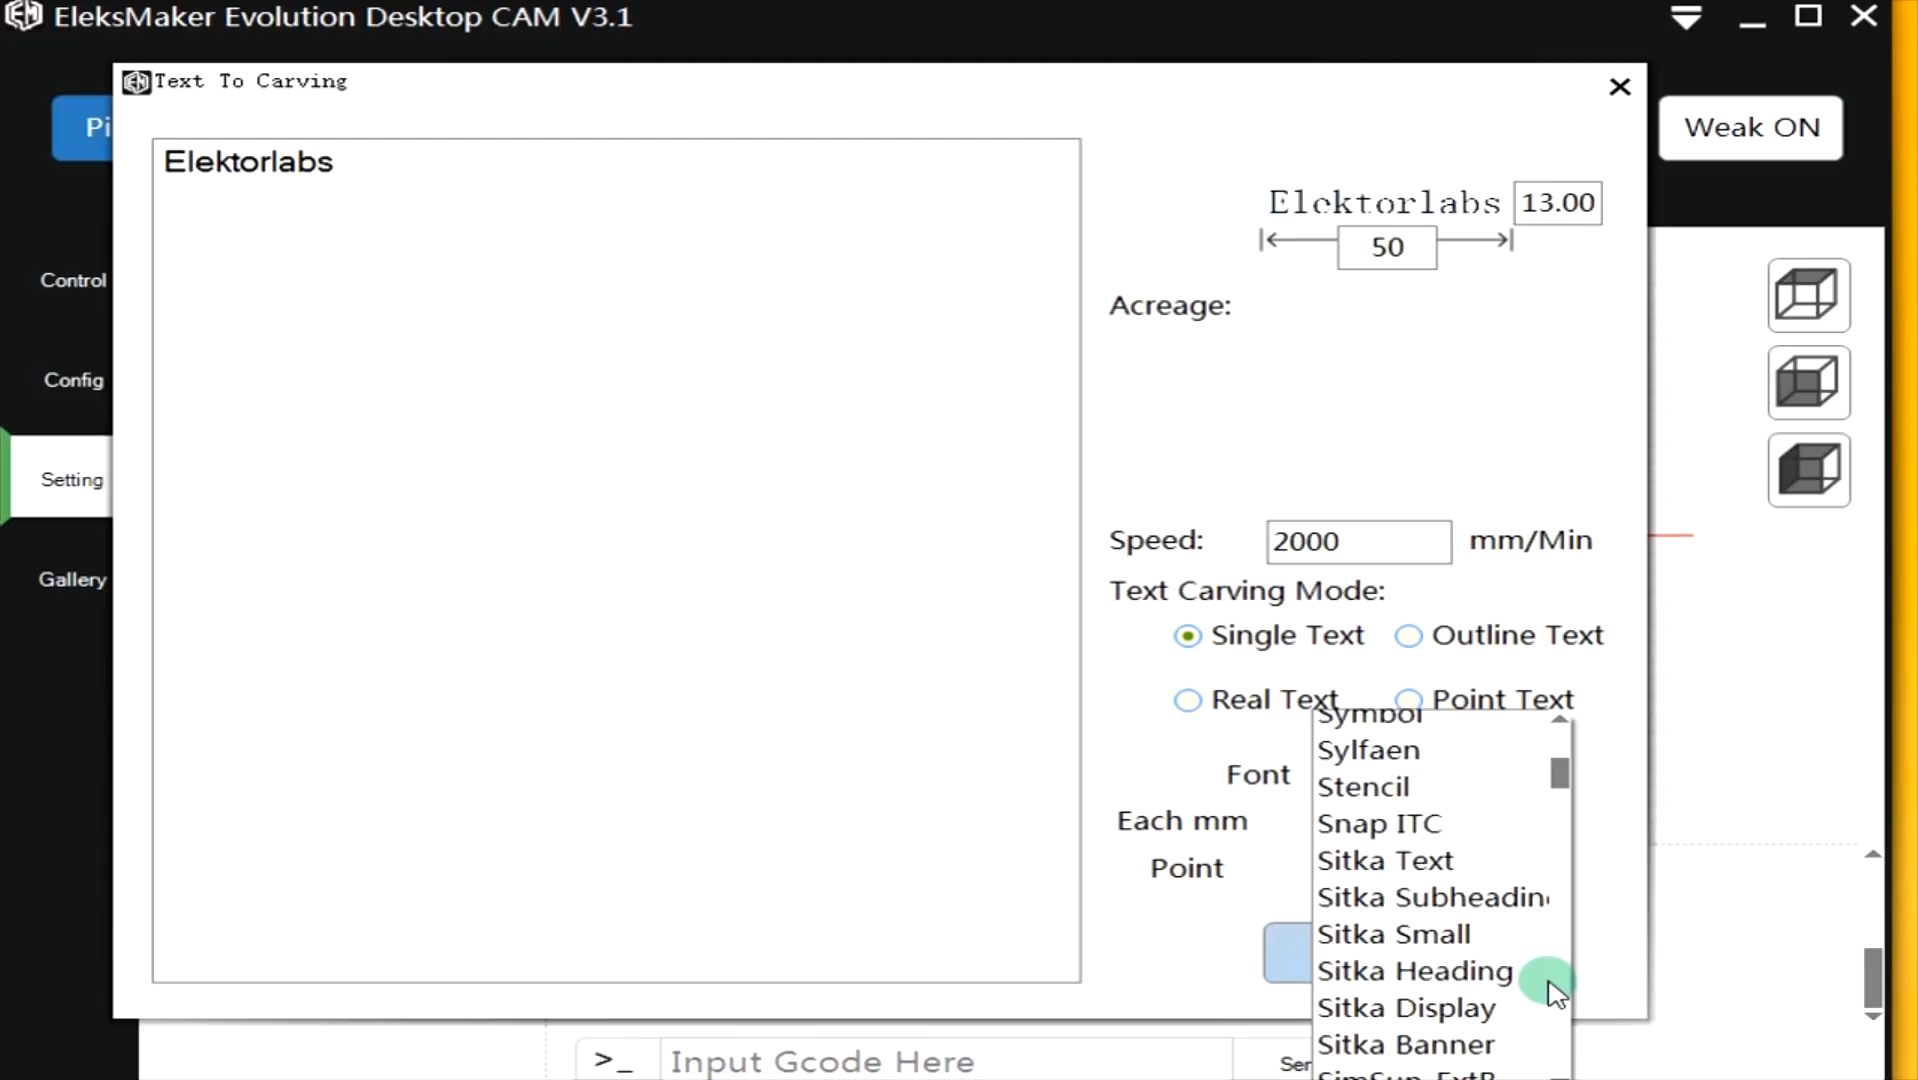 EleksMaker Evolution Desktop CAM V3.1
Text To Carving
Pi
Weak ON
Elektorlabs
Elektorlabs
13.00
50
Control
Acreage:
Config
Setting
Speed:
2000
mm/Min
Gallery
Text Carving Mode:
Single Text
Outline Text
Real Text
Point Text
Symbol
Sylfaen
Font
Stencil
Each mm
Snap ITC
Point
Sitka Text
Sitka Subheadin
Sitka Small
Sitka Heading
Sitka Display
Sitka Banner
>_
Input Gcode Here
Ser
SimSun-ExtB